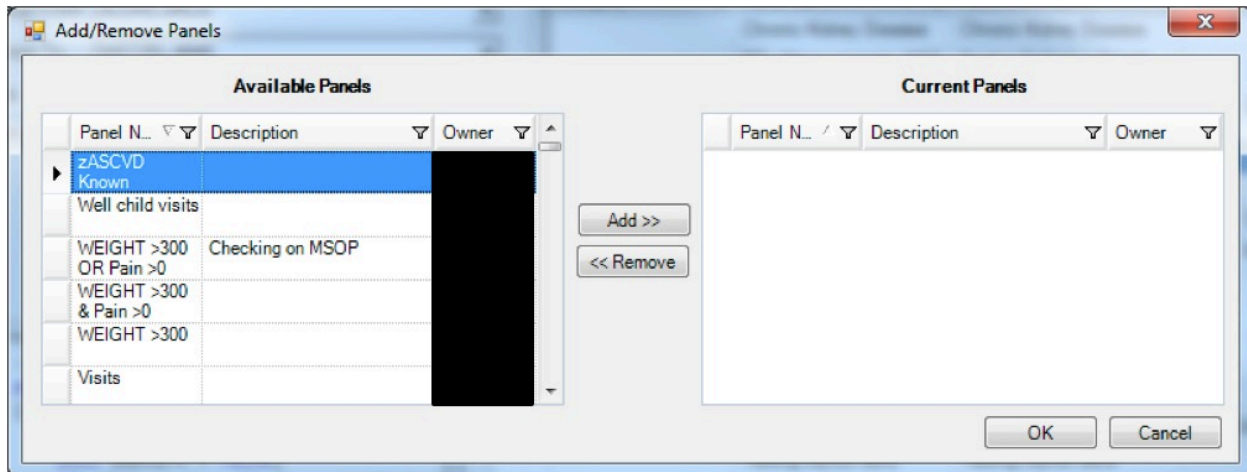 Add/Remove Panels
Available Panels
Panel N... Description Owner
zASCVD
Known
Well child visits
WEIGHT >300 Checking on MSOP
OR Pain >0
WEIGHT >300
& Pain >0
WEIGHT >300
Visits
Add >>
<< Remove
Current Panels
Panel N... Description Owner
OK Cancel